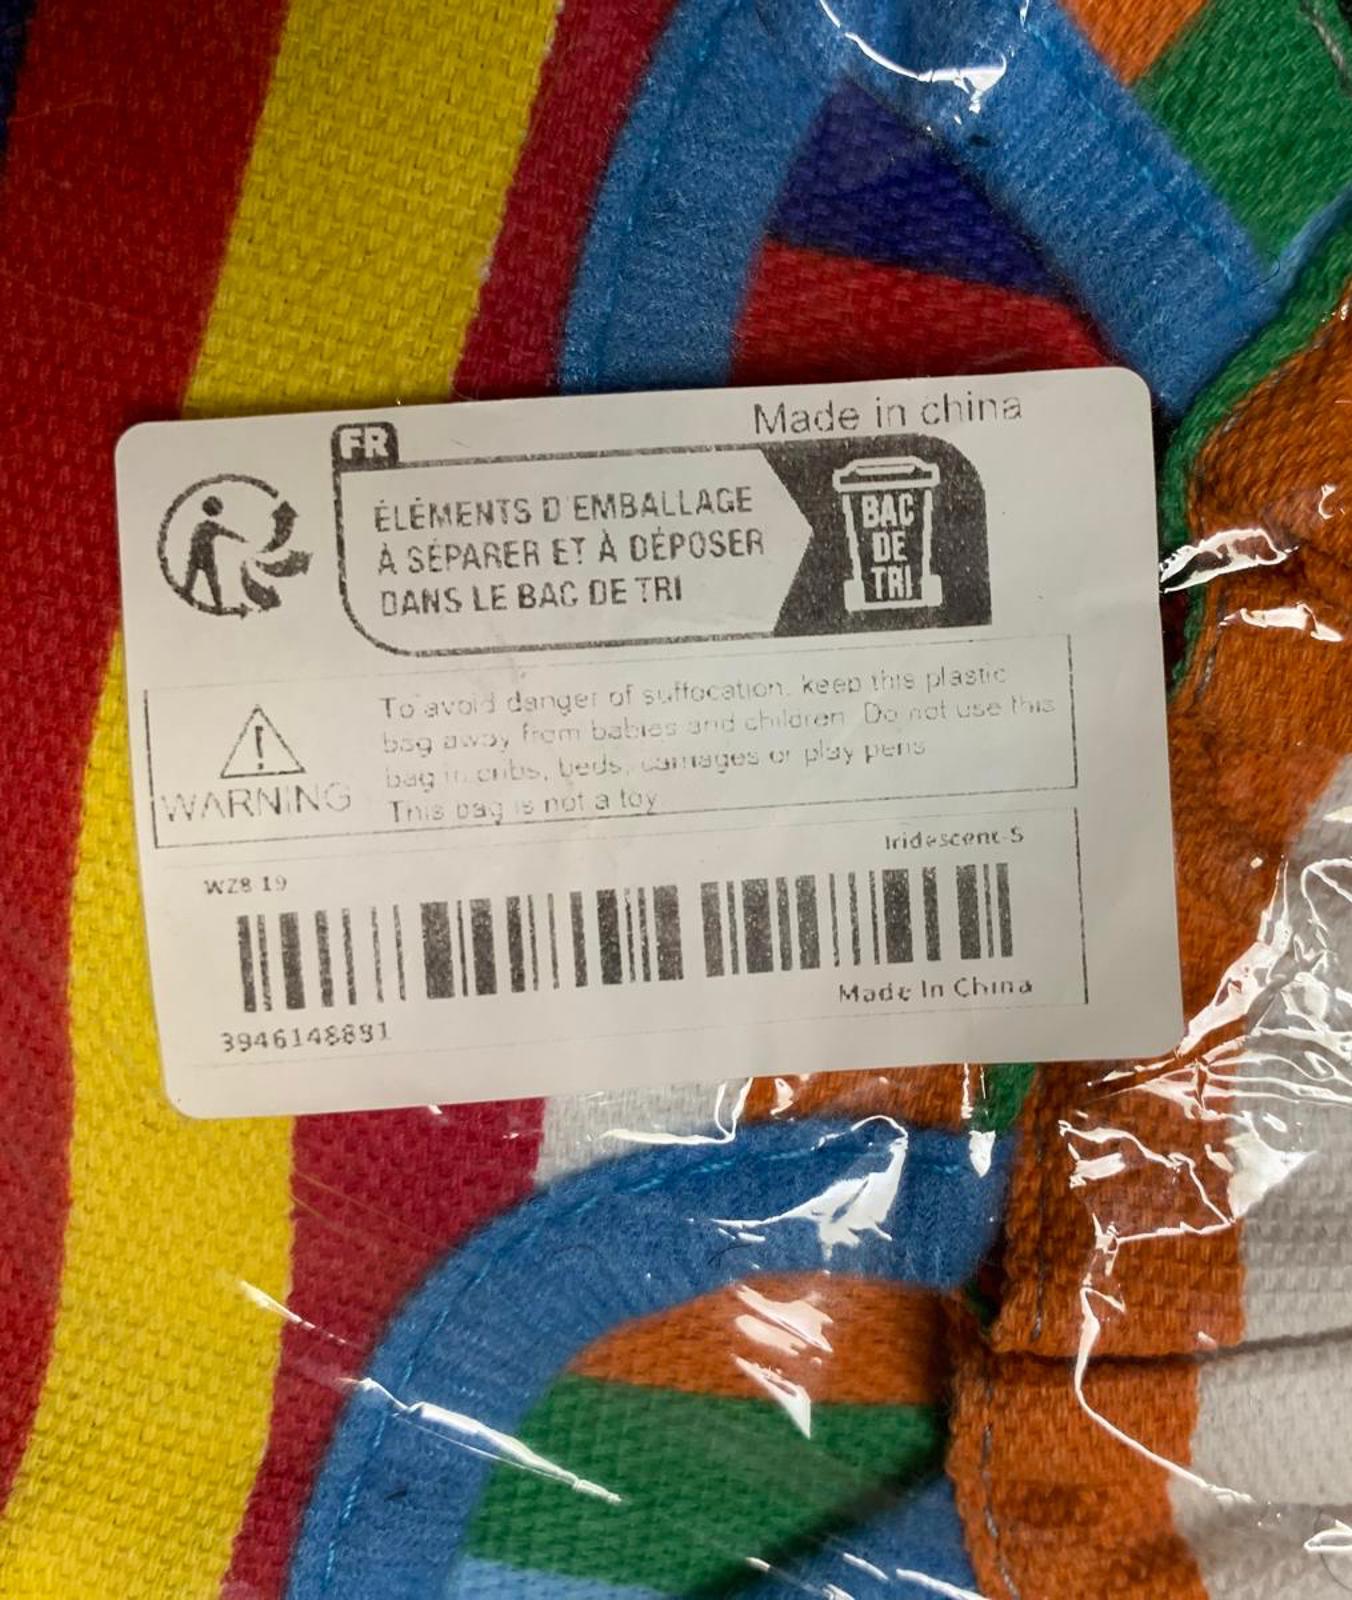 Made in china
FR
ÉLÉMENTS D'EMBALLAGE
À SÉPARER ET À DÉPOSER
DANS LE BAC DE TRI
BAC
DE
TRI
To avoid danger of suffocation, keep this plastic
bag away from babies and children. Do not use this
bag in cribs, beds, carriages or play pens
This bag is not a toy
WARNING
Iridescent-S
WZ8 19
Made In China
3946148881